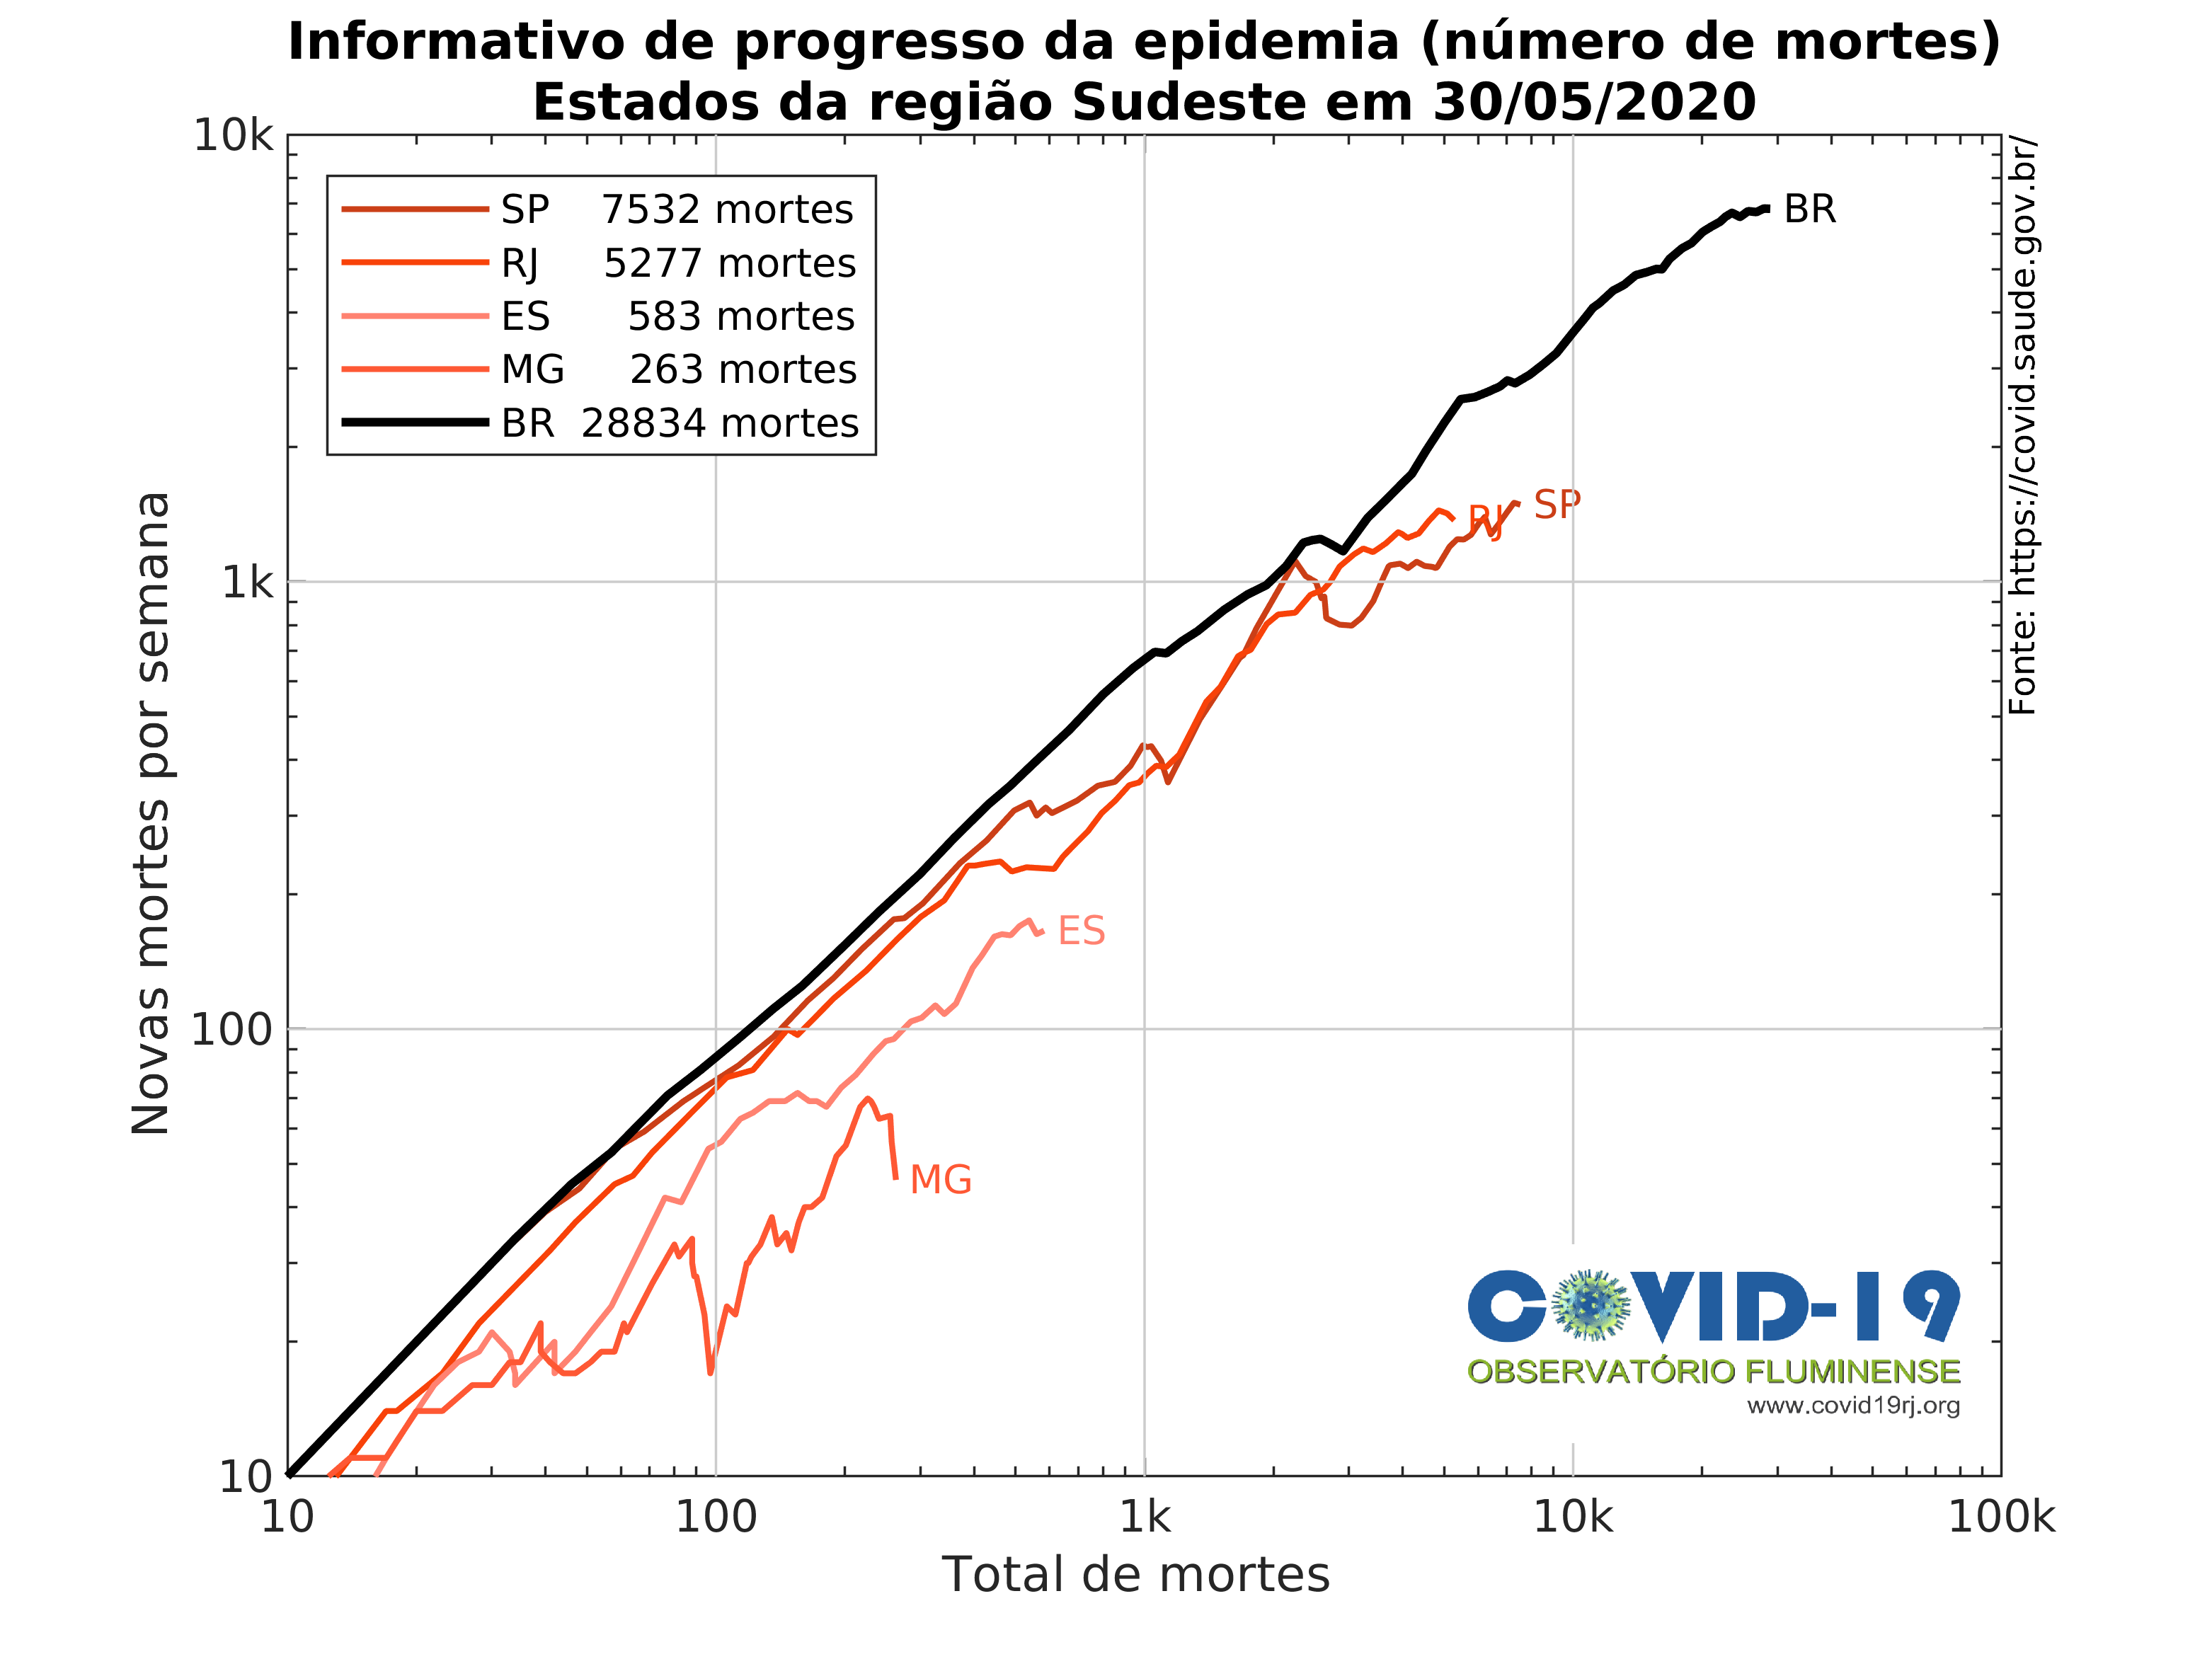 Informativo de progresso da epidemia (número de mortes)
Estados da região Sudeste em 30/05/2020
10k
1k
100
10
Novas mortes por semana
SP 7532 mortes
RJ 5277 mortes
ES 583 mortes
MG 263 mortes
BR 28834 mortes
BR
SP
RJ
ES
MG
Fonte: https://covid.saude.gov.br/
COVID-19
OBSERVATÓRIO FLUMINENSE
www.covid19rj.org
10 100 1k 10k 100k
Total de mortes